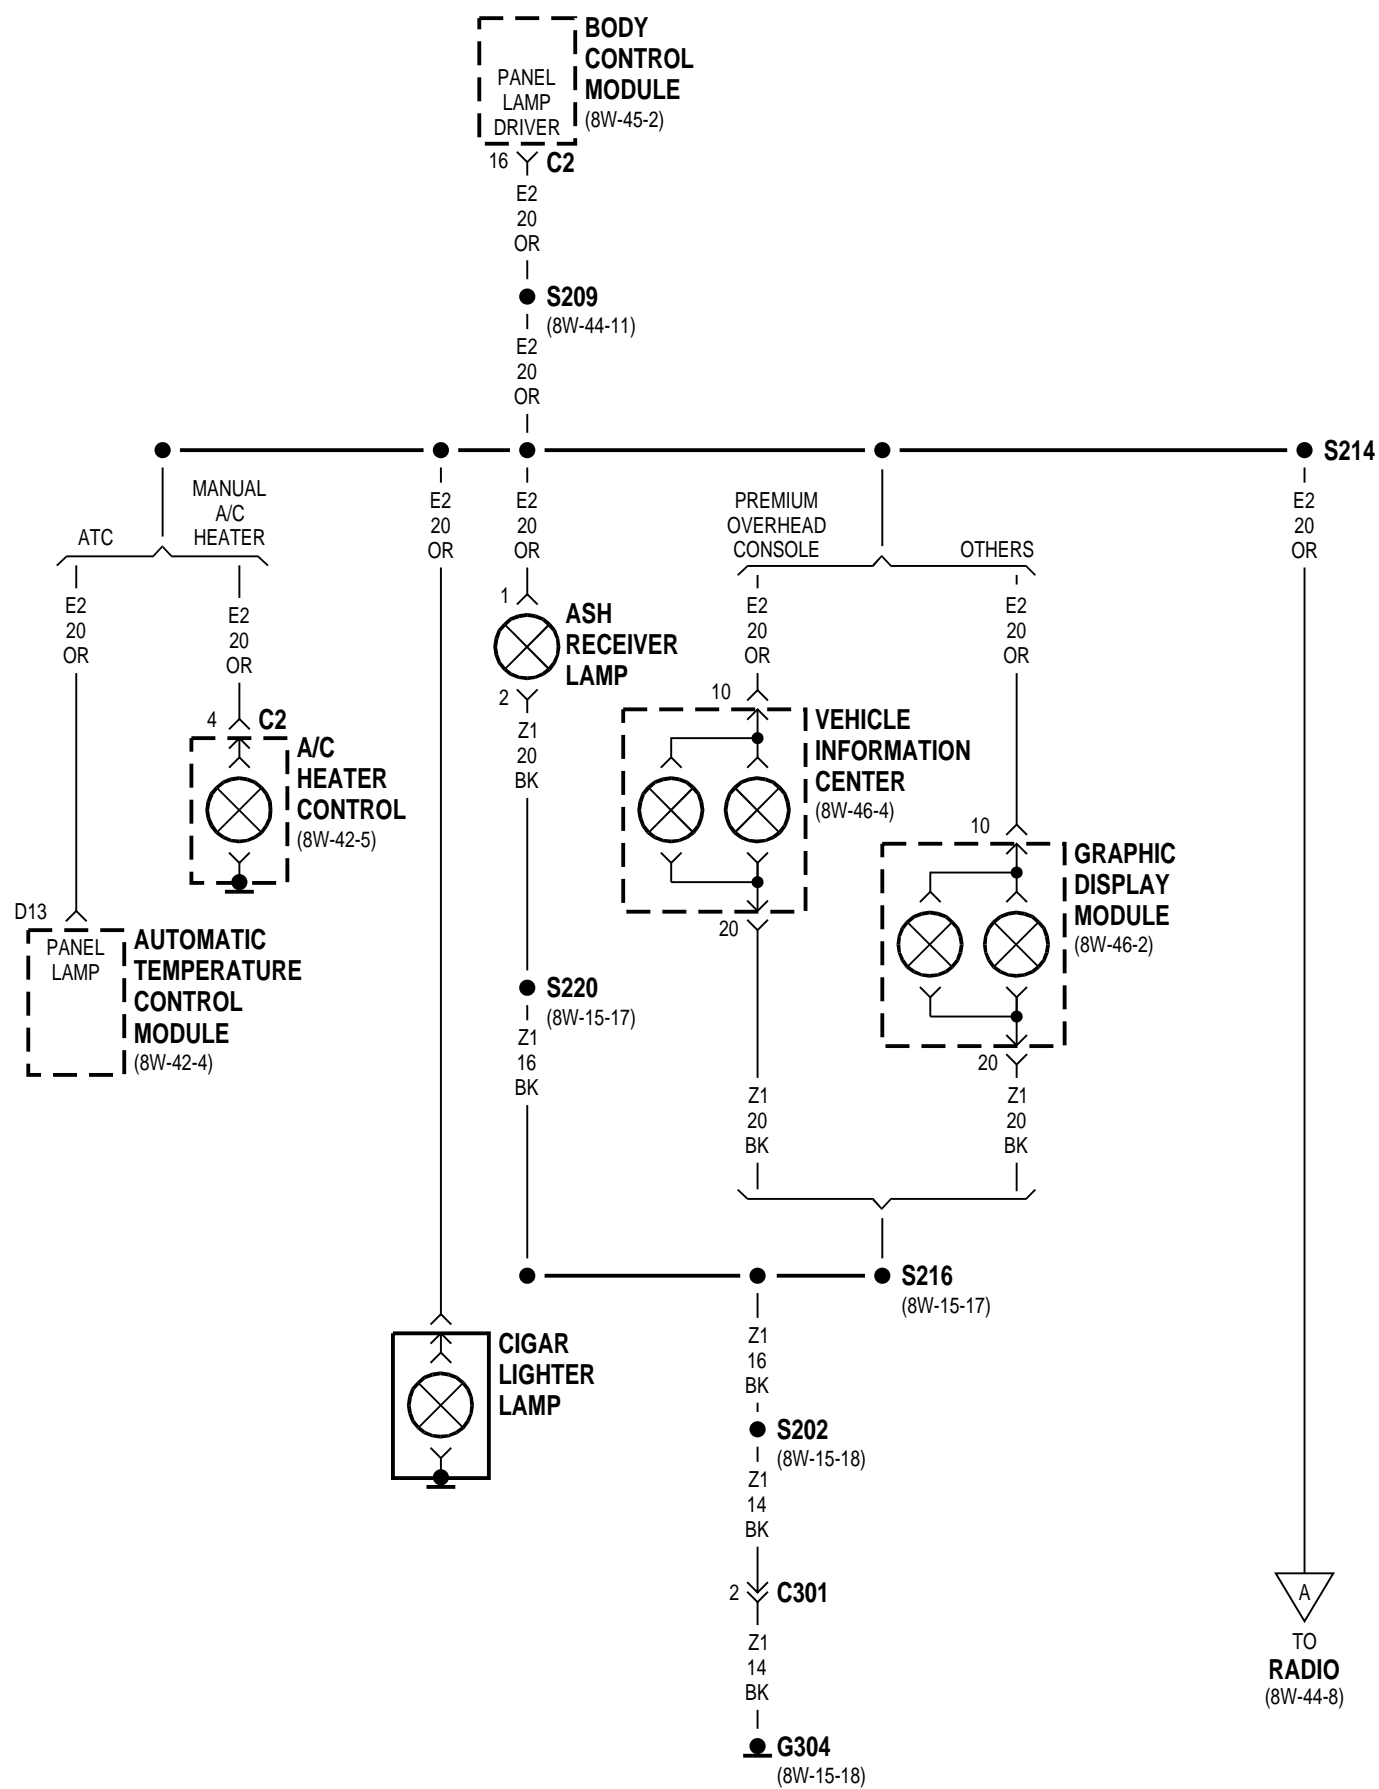 BODY
CONTROL
MODULE
(8W-45-2)
PANEL
LAMP
DRIVER
16
C2
E2
20
OR
S209
(8W-44-11)
E2
20
OR
S214
ATC
MANUAL
A/C
HEATER
E2
20
OR
E2
20
OR
PREMIUM
OVERHEAD
CONSOLE
OTHERS
E2
20
OR
E2
20
OR
E2
20
OR
E2
20
OR
E2
20
OR
4
C2
A/C
HEATER
CONTROL
(8W-42-5)
D13
PANEL
LAMP
AUTOMATIC
TEMPERATURE
CONTROL
MODULE
(8W-42-4)
1
ASH
RECEIVER
LAMP
2
Z1
20
BK
S220
(8W-15-17)
Z1
16
BK
10
VEHICLE
INFORMATION
CENTER
(8W-46-4)
20
Z1
20
BK
10
GRAPHIC
DISPLAY
MODULE
(8W-46-2)
20
Z1
20
BK
S216
(8W-15-17)
CIGAR
LIGHTER
LAMP
Z1
16
BK
S202
(8W-15-18)
Z1
14
BK
2
C301
Z1
14
BK
G304
(8W-15-18)
A
TO
RADIO
(8W-44-8)